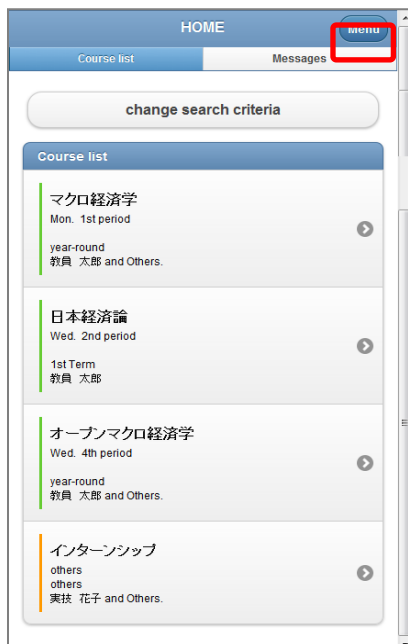 HOME
Menu
Course list
Messages
change search criteria
Course list
マクロ経済学
Mon. 1st period
year-round
教員 太郎 and Others.
日本経済論
Wed. 2nd period
1st Term
教員 太郎
オープンマクロ経済学
Wed. 4th period
year-round
教員 太郎 and Others.
インターンシップ
others
others
実技 花子 and Others.